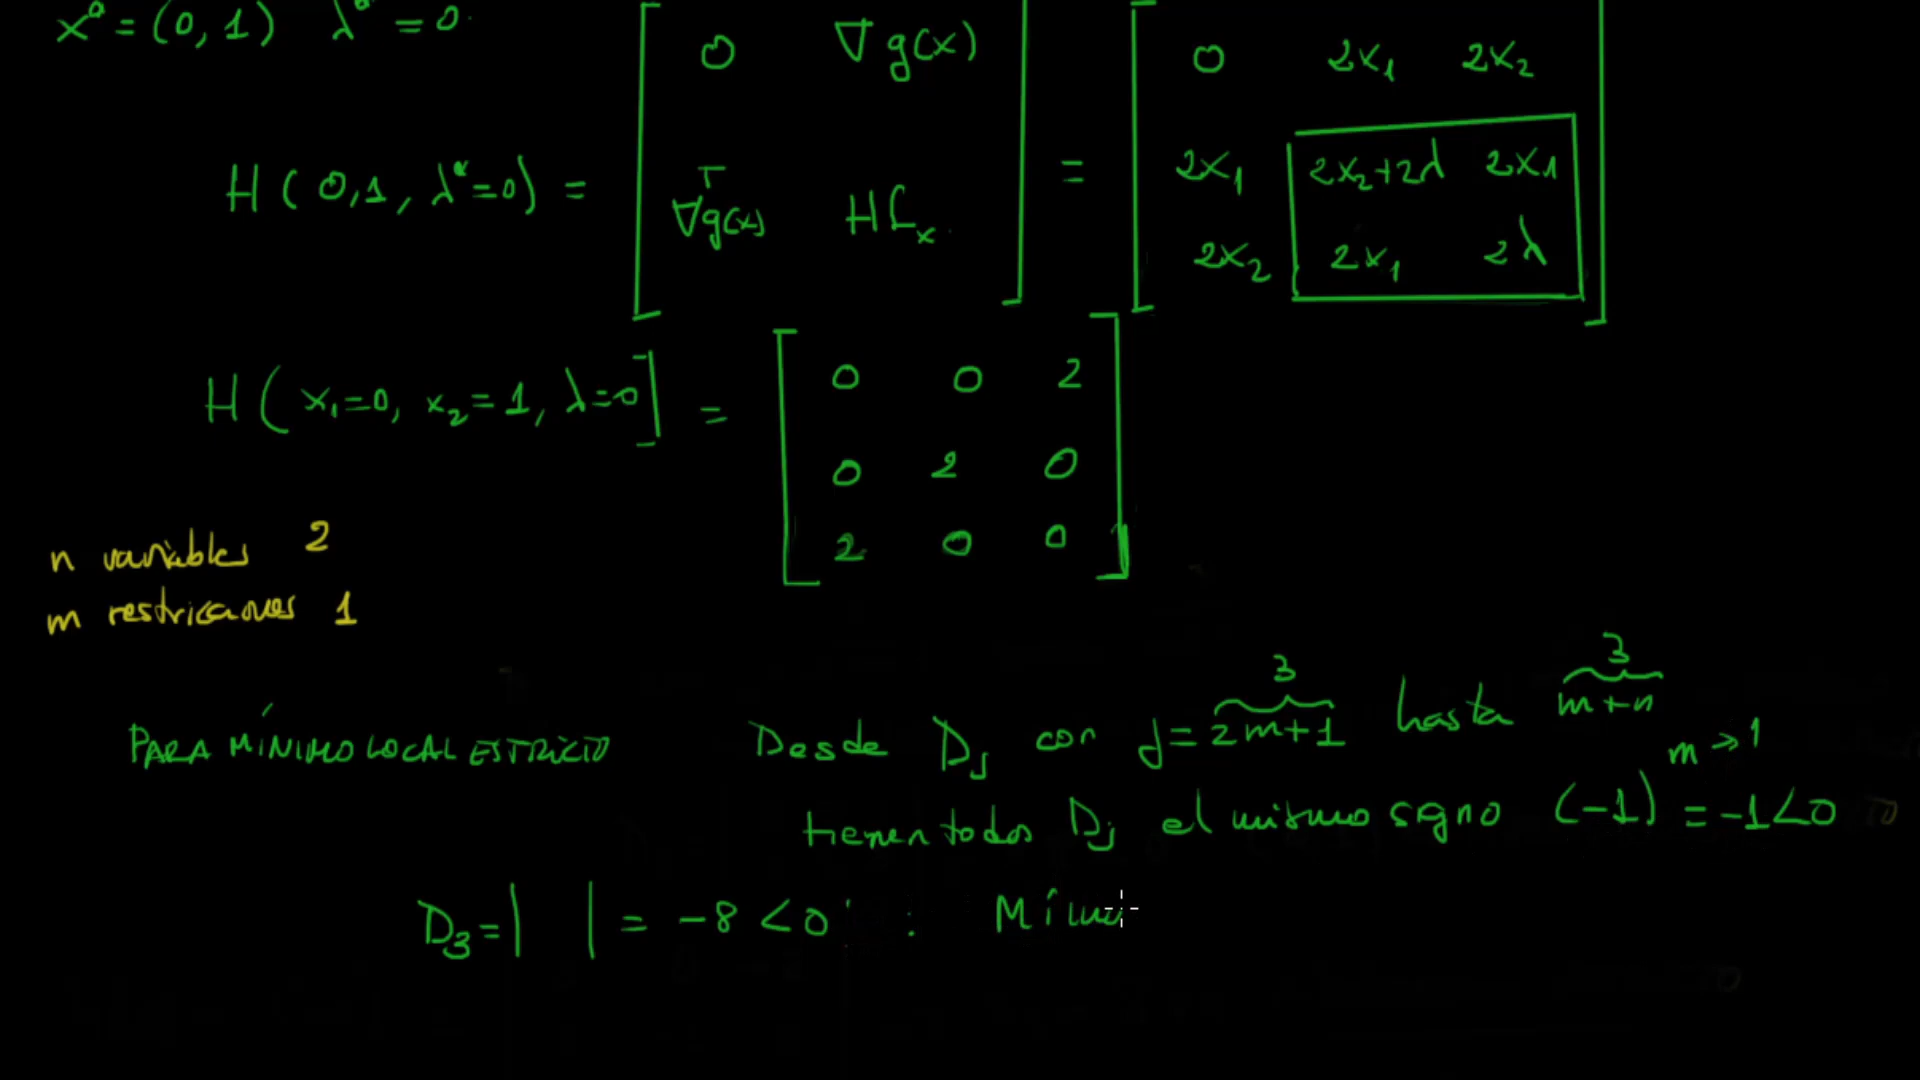 xº = (0, 1) λº = 0.
[ 0 ∇g(x) ] = [ 0 2x₁ 2x₂ ]
H ( 0,1 , λ* = 0 ) = [ ∇g(x)ᵀ Hℒₓ ] = [ 2x₁ 2x₂+2λ 2x₁ ]
[ 2x₂ 2x₁ 2λ ]
H ( x₁=0, x₂=1, λ=0 ] = [ 0 0 2
0 2 0
2 0 0 ]
n variables 2
m restricciones 1
3 3
PARA MÍNIMO LOCAL ESTRICTO Desde Dj con j = 2m+1 hasta m+n
tienen todos Dj el mismo signo (-1) m→1 = -1 < 0
D₃ = | | = -8 < 0 :